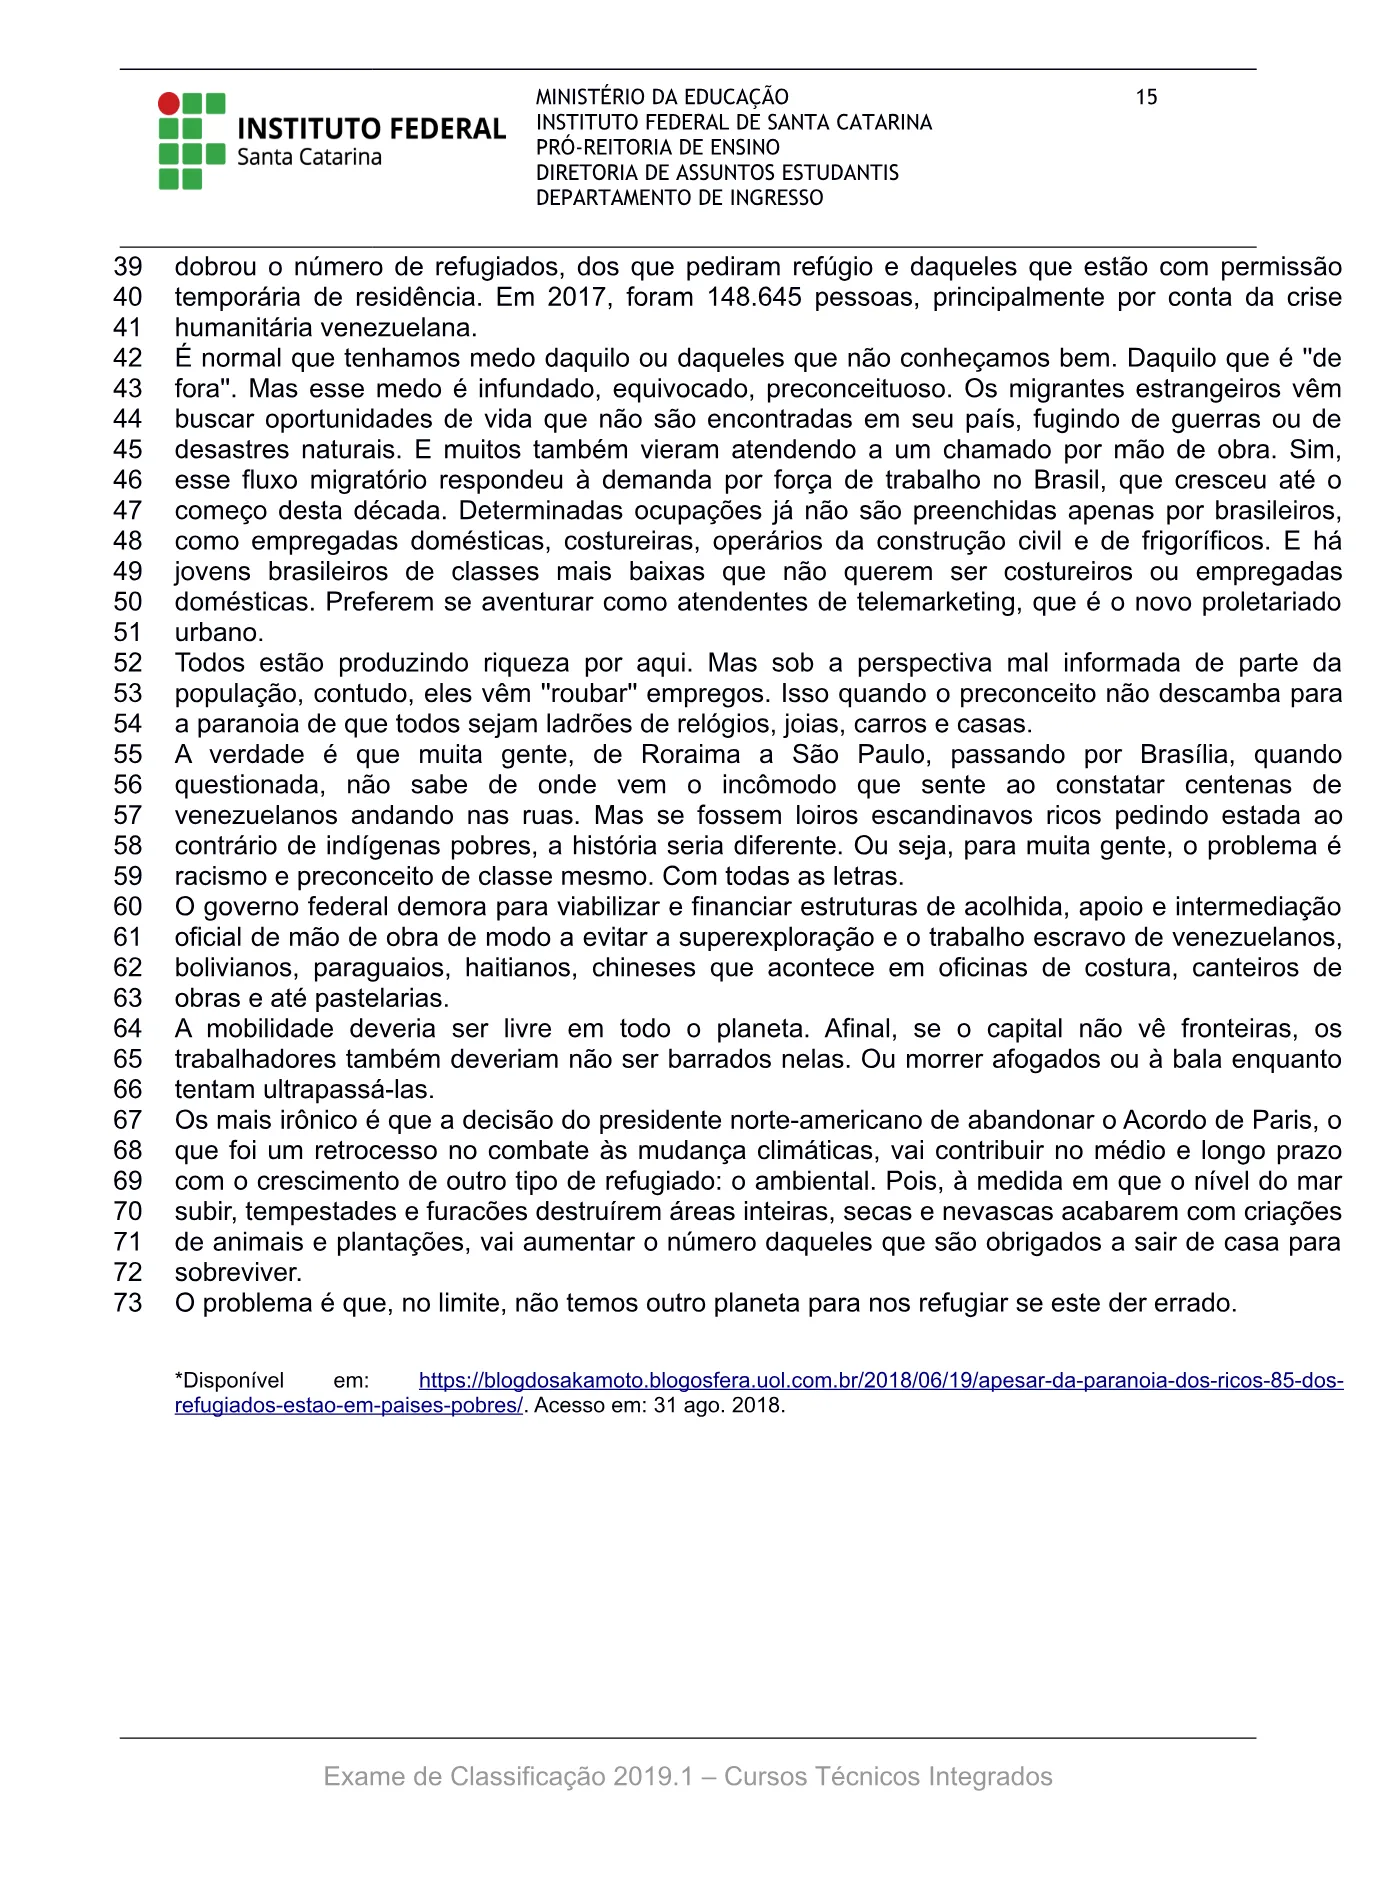 MINISTÉRIO DA EDUCAÇÃO 15
INSTITUTO FEDERAL DE SANTA CATARINA
PRÓ-REITORIA DE ENSINO
DIRETORIA DE ASSUNTOS ESTUDANTIS
DEPARTAMENTO DE INGRESSO
INSTITUTO FEDERAL
Santa Catarina
39 dobrou o número de refugiados, dos que pediram refúgio e daqueles que estão com permissão
40 temporária de residência. Em 2017, foram 148.645 pessoas, principalmente por conta da crise
41 humanitária venezuelana.
42 É normal que tenhamos medo daquilo ou daqueles que não conheçamos bem. Daquilo que é "de
43 fora". Mas esse medo é infundado, equivocado, preconceituoso. Os migrantes estrangeiros vêm
44 buscar oportunidades de vida que não são encontradas em seu país, fugindo de guerras ou de
45 desastres naturais. E muitos também vieram atendendo a um chamado por mão de obra. Sim,
46 esse fluxo migratório respondeu à demanda por força de trabalho no Brasil, que cresceu até o
47 começo desta década. Determinadas ocupações já não são preenchidas apenas por brasileiros,
48 como empregadas domésticas, costureiras, operários da construção civil e de frigoríficos. E há
49 jovens brasileiros de classes mais baixas que não querem ser costureiros ou empregadas
50 domésticas. Preferem se aventurar como atendentes de telemarketing, que é o novo proletariado
51 urbano.
52 Todos estão produzindo riqueza por aqui. Mas sob a perspectiva mal informada de parte da
53 população, contudo, eles vêm "roubar" empregos. Isso quando o preconceito não descamba para
54 a paranoia de que todos sejam ladrões de relógios, joias, carros e casas.
55 A verdade é que muita gente, de Roraima a São Paulo, passando por Brasília, quando
56 questionada, não sabe de onde vem o incômodo que sente ao constatar centenas de
57 venezuelanos andando nas ruas. Mas se fossem loiros escandinavos ricos pedindo estada ao
58 contrário de indígenas pobres, a história seria diferente. Ou seja, para muita gente, o problema é
59 racismo e preconceito de classe mesmo. Com todas as letras.
60 O governo federal demora para viabilizar e financiar estruturas de acolhida, apoio e intermediação
61 oficial de mão de obra de modo a evitar a superexploração e o trabalho escravo de venezuelanos,
62 bolivianos, paraguaios, haitianos, chineses que acontece em oficinas de costura, canteiros de
63 obras e até pastelarias.
64 A mobilidade deveria ser livre em todo o planeta. Afinal, se o capital não vê fronteiras, os
65 trabalhadores também deveriam não ser barrados nelas. Ou morrer afogados ou à bala enquanto
66 tentam ultrapassá-las.
67 Os mais irônico é que a decisão do presidente norte-americano de abandonar o Acordo de Paris, o
68 que foi um retrocesso no combate às mudança climáticas, vai contribuir no médio e longo prazo
69 com o crescimento de outro tipo de refugiado: o ambiental. Pois, à medida em que o nível do mar
70 subir, tempestades e furacões destruírem áreas inteiras, secas e nevascas acabarem com criações
71 de animais e plantações, vai aumentar o número daqueles que são obrigados a sair de casa para
72 sobreviver.
73 O problema é que, no limite, não temos outro planeta para nos refugiar se este der errado.
*Disponível em: https://blogdosakamoto.blogosfera.uol.com.br/2018/06/19/apesar-da-paranoia-dos-ricos-85-dos-
refugiados-estao-em-paises-pobres/. Acesso em: 31 ago. 2018.
Exame de Classificação 2019.1 – Cursos Técnicos Integrados